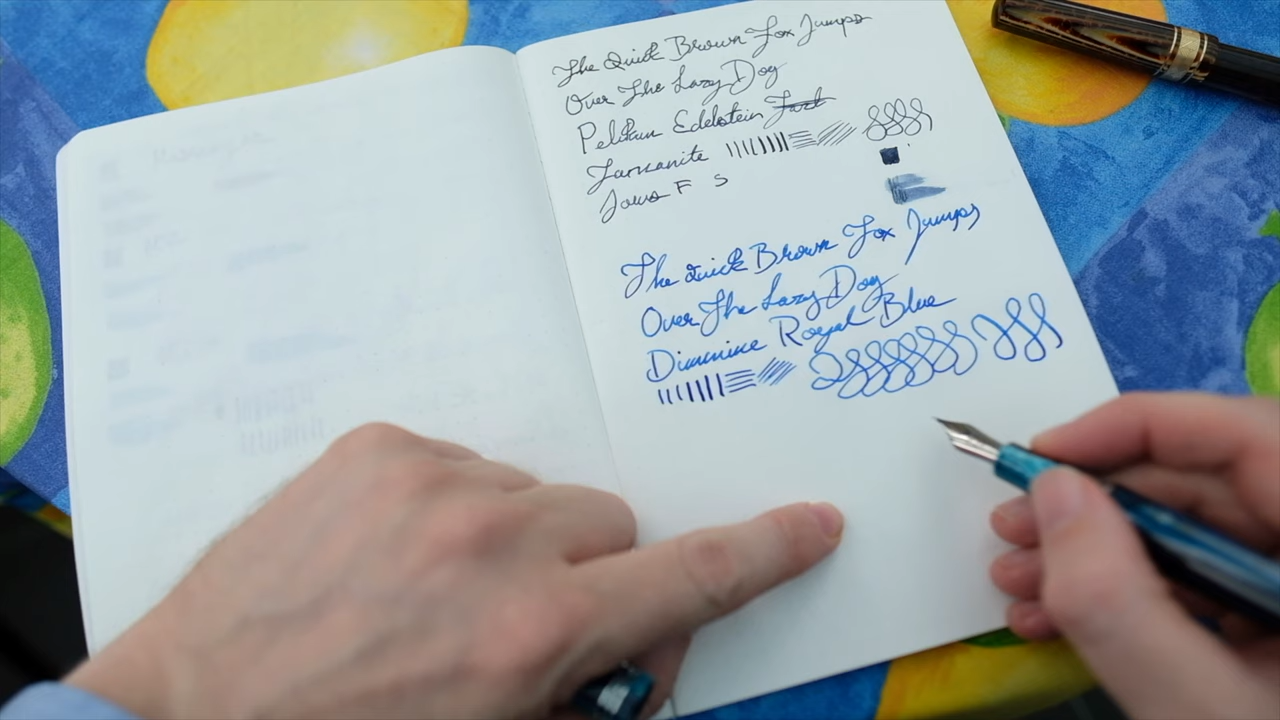 The Quick Brown Fox Jumps
Over The Lazy Dog
Pelikan Edelstein
Tanzanite
Jowo F S
The Quick Brown Fox Jumps
Over The Lazy Dog
Diamine Royal Blue